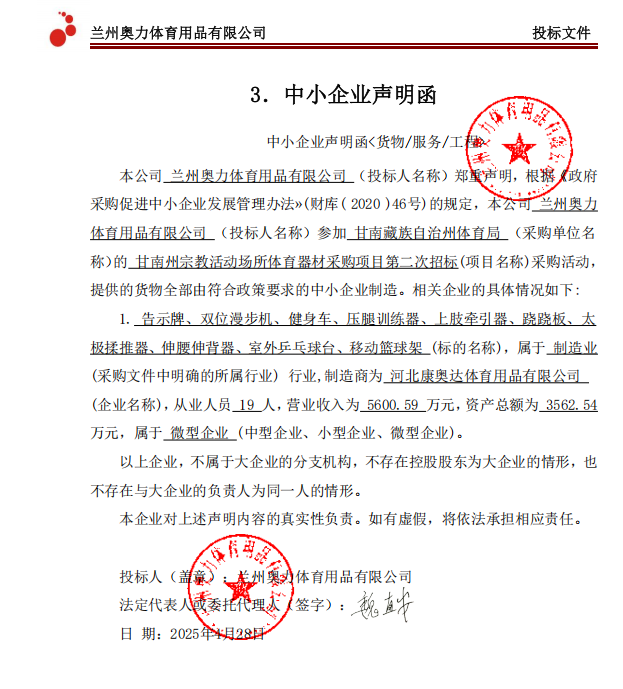 兰州奥力体育用品有限公司 投标文件
3. 中小企业声明函
中小企业声明函<货物/服务/工程>
本公司 兰州奥力体育用品有限公司 （投标人名称）郑重声明，根据《政府
采购促进中小企业发展管理办法》(财库( 2020 )46号)的规定，本公司 兰州奥力
体育用品有限公司 （投标人名称）参加 甘南藏族自治州体育局 （采购单位名
称)的 甘南州宗教活动场所体育器材采购项目第二次招标(项目名称)采购活动，
提供的货物全部由符合政策要求的中小企业制造。相关企业的具体情况如下:
1. 告示牌、双位漫步机、健身车、压腿训练器、上肢牵引器、跷跷板、太
极揉推器、伸腰伸背器、室外乒乓球台、移动篮球架 (标的名称)，属于 制造业
(采购文件中明确的所属行业) 行业,制造商为 河北康奥达体育用品有限公司
(企业名称)，从业人员 19 人，营业收入为 5600.59 万元，资产总额为 3562.54
万元，属于 微型企业 (中型企业、小型企业、微型企业)。
以上企业，不属于大企业的分支机构，不存在控股股东为大企业的情形，也
不存在与大企业的负责人为同一人的情形。
本企业对上述声明内容的真实性负责。如有虚假，将依法承担相应责任。
投标人（盖章）：兰州奥力体育用品有限公司
法定代表人或委托代理人（签字）：
日 期：2025年4月28日